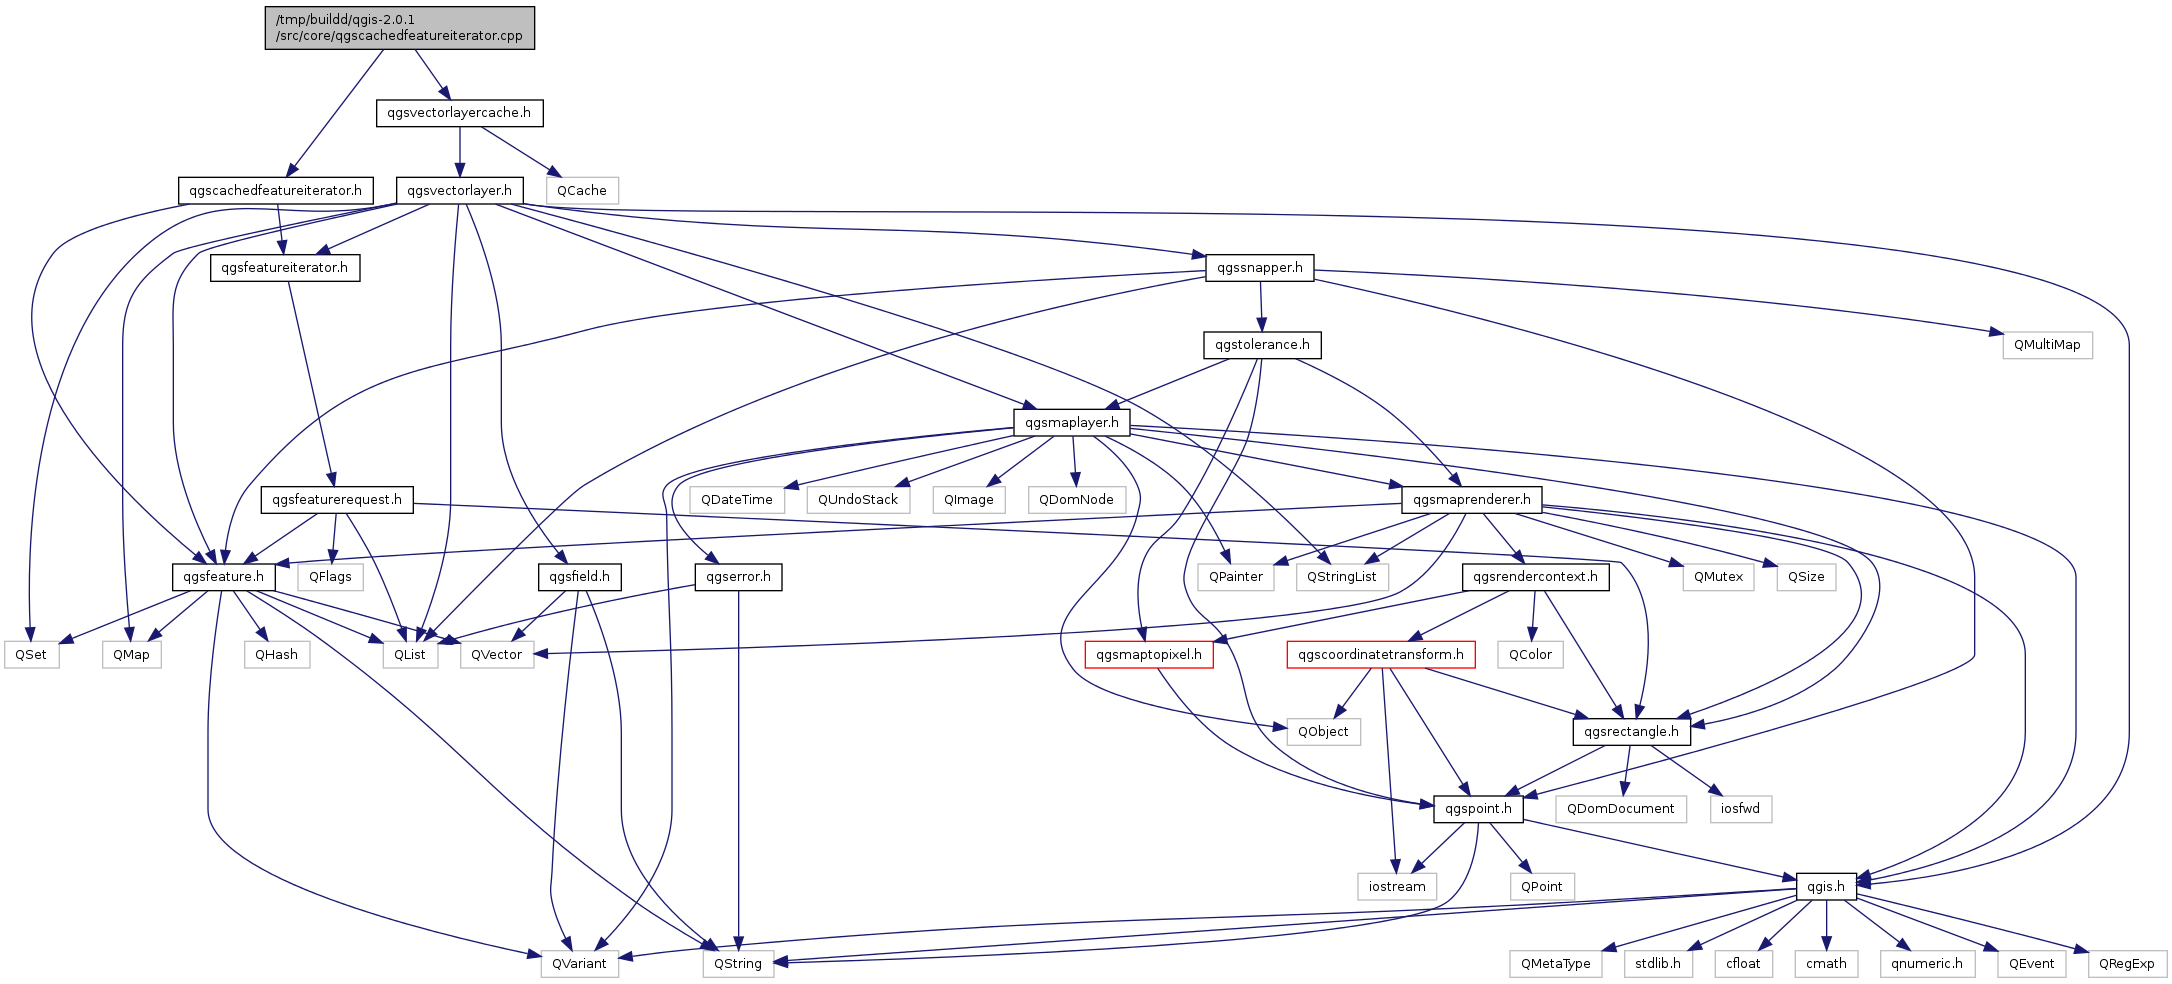 /tmp/buildd/qgis-2.0.1
/src/core/qgscachedfeatureiterator.cpp
qgsvectorlayercache.h
qgscachedfeatureiterator.h
qgsvectorlayer.h
QCache
qgsfeatureiterator.h
qgssnapper.h
qgstolerance.h
QMultiMap
qgsmaplayer.h
qgsfeaturerequest.h
QDateTime
QUndoStack
QImage
QDomNode
qgsmaprenderer.h
qgsfeature.h
QFlags
qgsfield.h
qgserror.h
QPainter
QStringList
qgsrendercontext.h
QMutex
QSize
QSet
QMap
QHash
QList
QVector
qgsmaptopixel.h
qgscoordinatetransform.h
QColor
QObject
qgsrectangle.h
qgspoint.h
QDomDocument
iosfwd
iostream
QPoint
qgis.h
QVariant
QString
QMetaType
stdlib.h
cfloat
cmath
qnumeric.h
QEvent
QRegExp